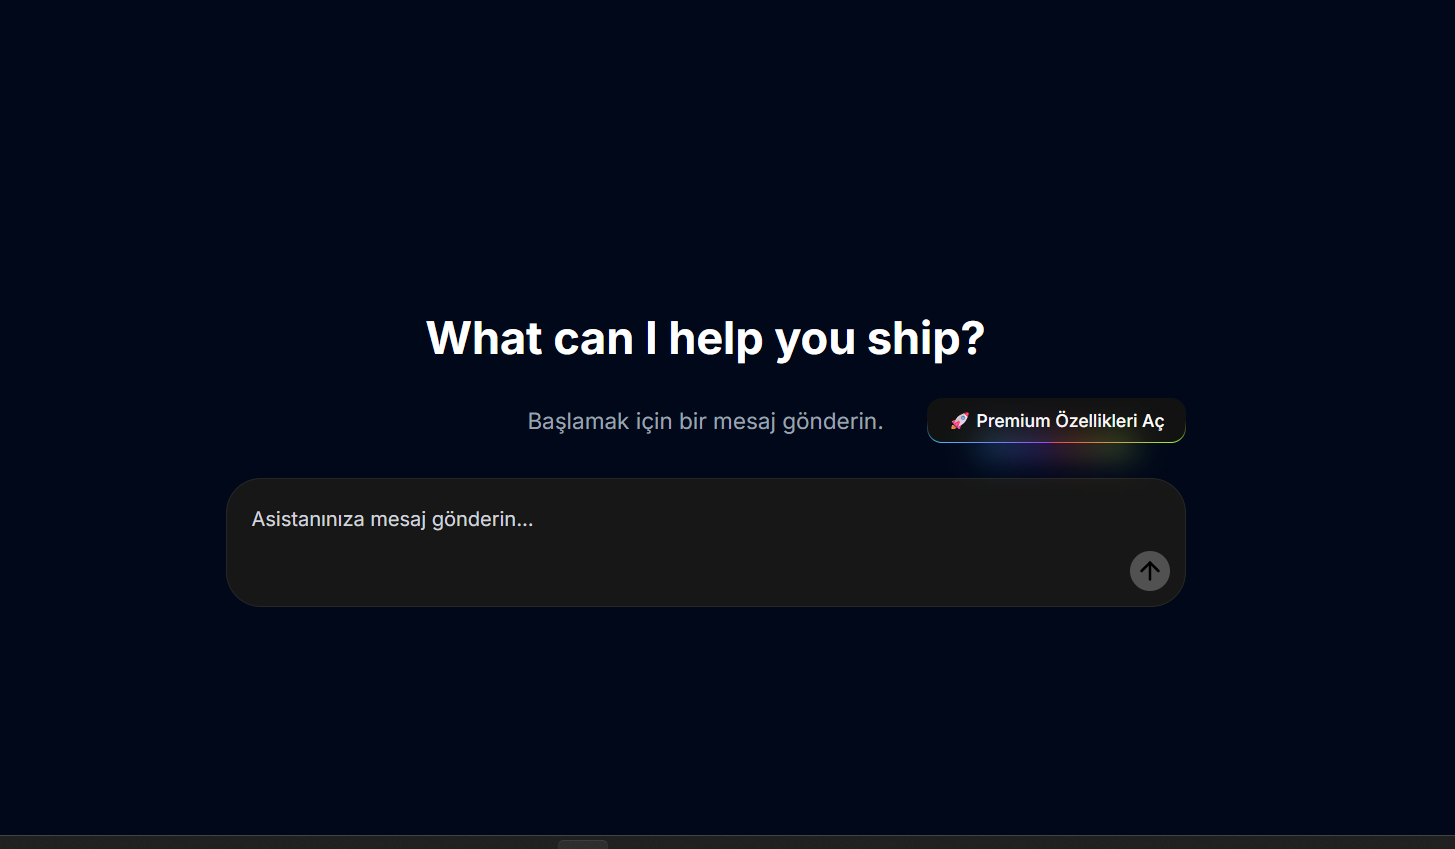 What can I help you ship?
Başlamak için bir mesaj gönderin.
🚀 Premium Özellikleri Aç
Asistanınıza mesaj gönderin...